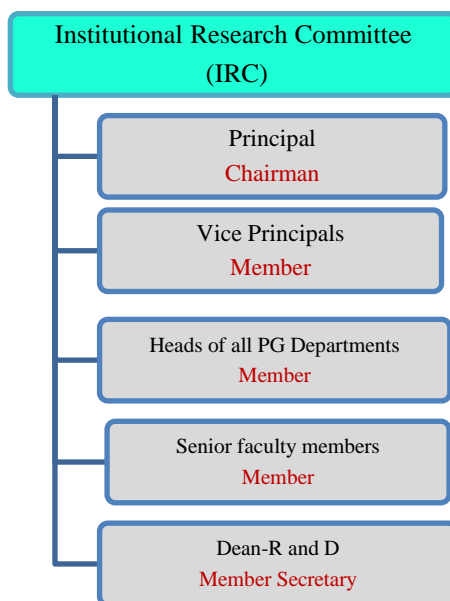 Institutional Research Committee
(IRC)
Principal
Chairman
Vice Principals
Member
Heads of all PG Departments
Member
Senior faculty members
Member
Dean-R and D
Member Secretary